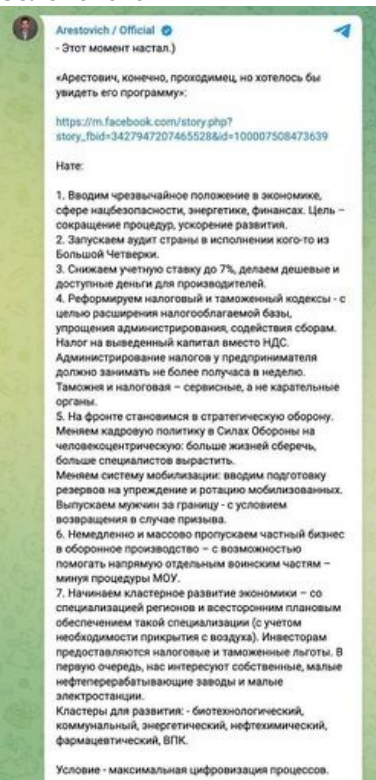 Arestovich / Official
- Этот момент настал.)
«Арестович, конечно, проходимец, но хотелось бы
увидеть его программу»:
https://m.facebook.com/story.php?
story_fbid=3427947207465528&id=100007508473639
Нате:
1. Вводим чрезвычайное положение в экономике,
сфере нацбезопасности, энергетике, финансах. Цель –
сокращение процедур, ускорение развития.
2. Запускаем аудит страны в исполнении кого-то из
Большой Четверки.
3. Снижаем учетную ставку до 7%, делаем дешевые и
доступные деньги для производителей.
4. Реформируем налоговый и таможенный кодексы - с
целью расширения налогооблагаемой базы,
упрощения администрирования, содействия сборам.
Налог на выведенный капитал вместо НДС.
Администрирование налогов у предпринимателя
должно занимать не более получаса в неделю.
Таможня и налоговая – сервисные, а не карательные
органы.
5. На фронте становимся в стратегическую оборону.
Меняем кадровую политику в Силах Обороны на
человекоцентрическую: больше жизней сберечь,
больше специалистов вырастить.
Меняем систему мобилизации: вводим подготовку
резервов на упреждение и ротацию мобилизованных.
Выпускаем мужчин за границу - с условием
возвращения в случае призыва.
6. Немедленно и массово пропускаем частный бизнес
в оборонное производство – с возможностью
помогать напрямую отдельным воинским частям –
минуя процедуры МОУ.
7. Начинаем кластерное развитие экономики – со
специализацией регионов и всесторонним плановым
обеспечением такой специализации (с учетом
необходимости прикрытия с воздуха). Инвесторам
предоставляются налоговые и таможенные льготы. В
первую очередь, нас интересуют собственные, малые
нефтеперерабатывающие заводы и малые
электростанции.
Кластеры для развития: - биотехнологический,
коммунальный, энергетический, нефтехимический,
фармацевтический, ВПК.
Условие - максимальная цифровизация процессов.